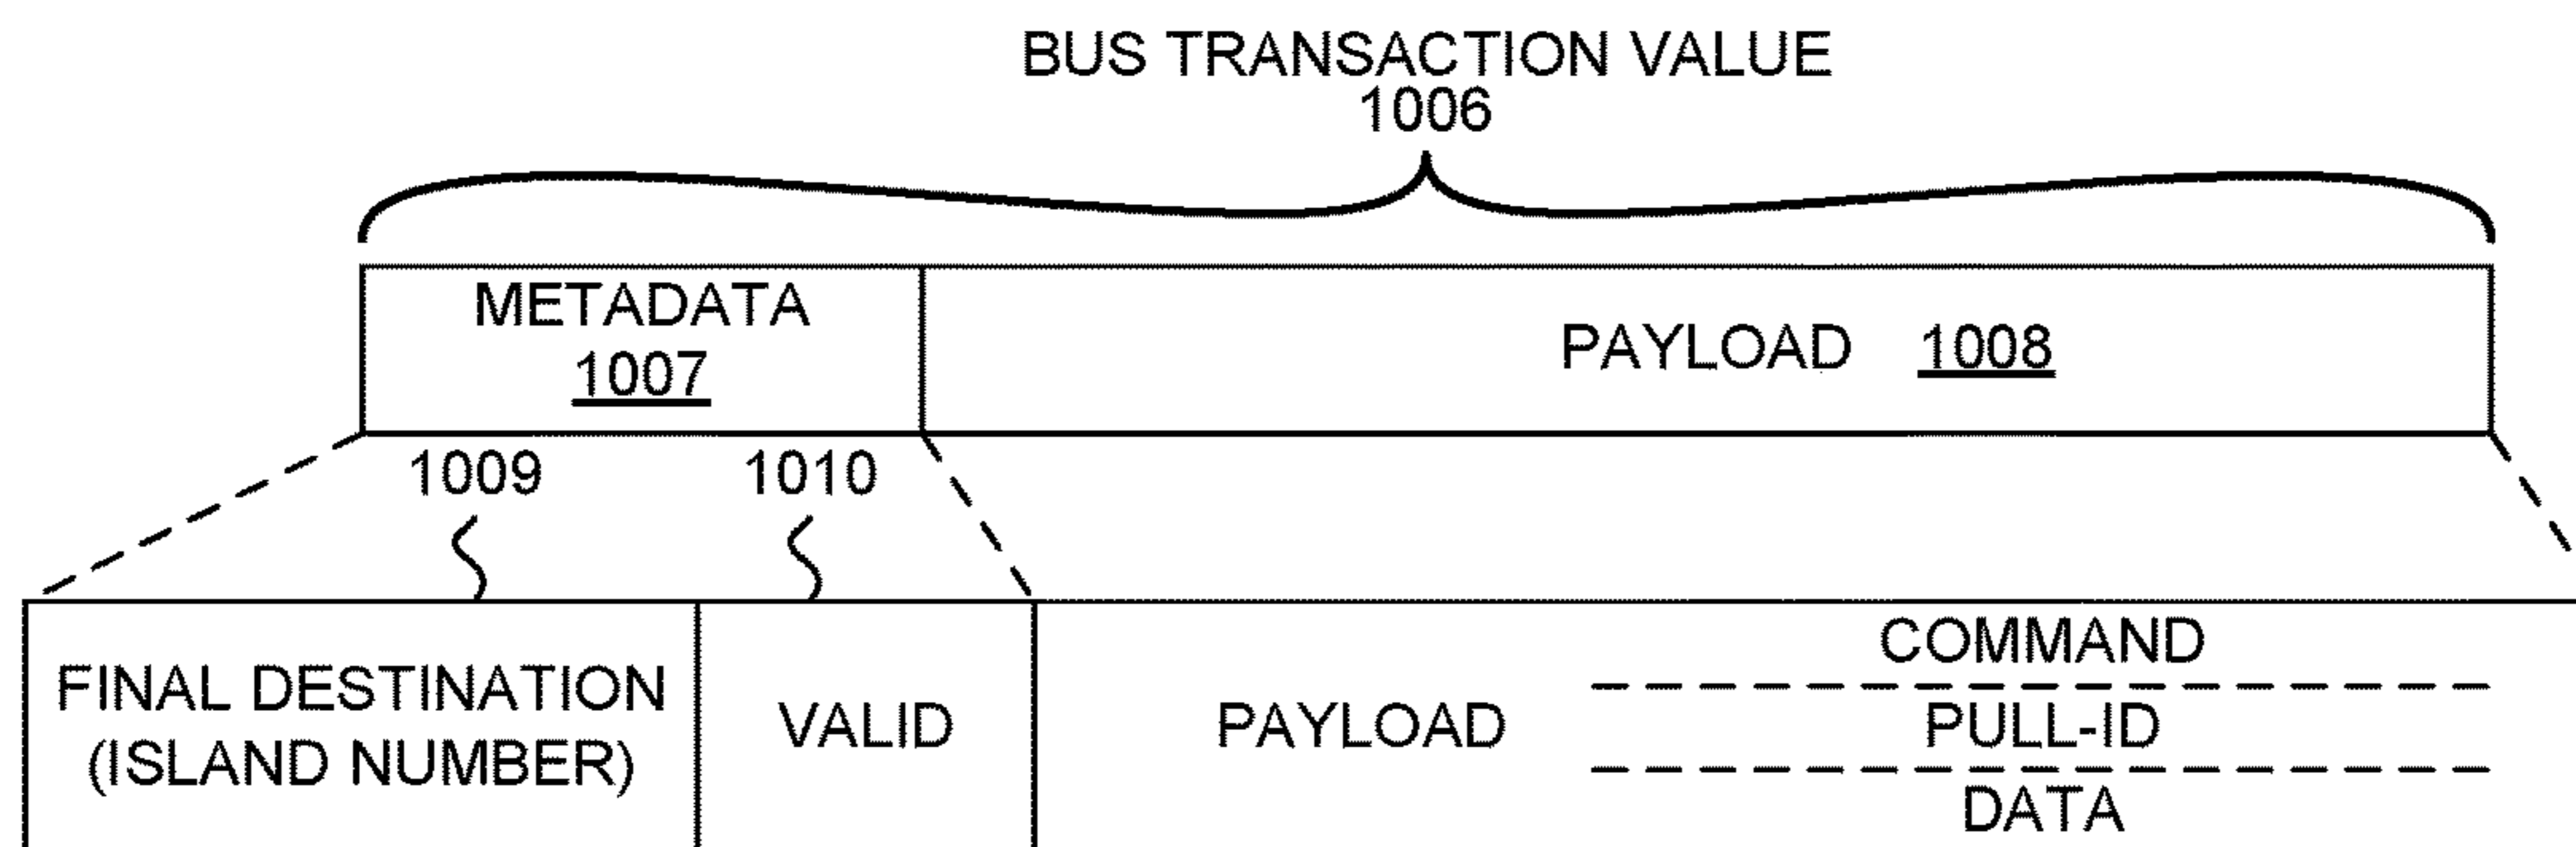 BUS TRANSACTION VALUE
1006
METADATA
1007
PAYLOAD 1008
1009
1010
FINAL DESTINATION
(ISLAND NUMBER)
VALID
PAYLOAD
COMMAND
PULL-ID
DATA